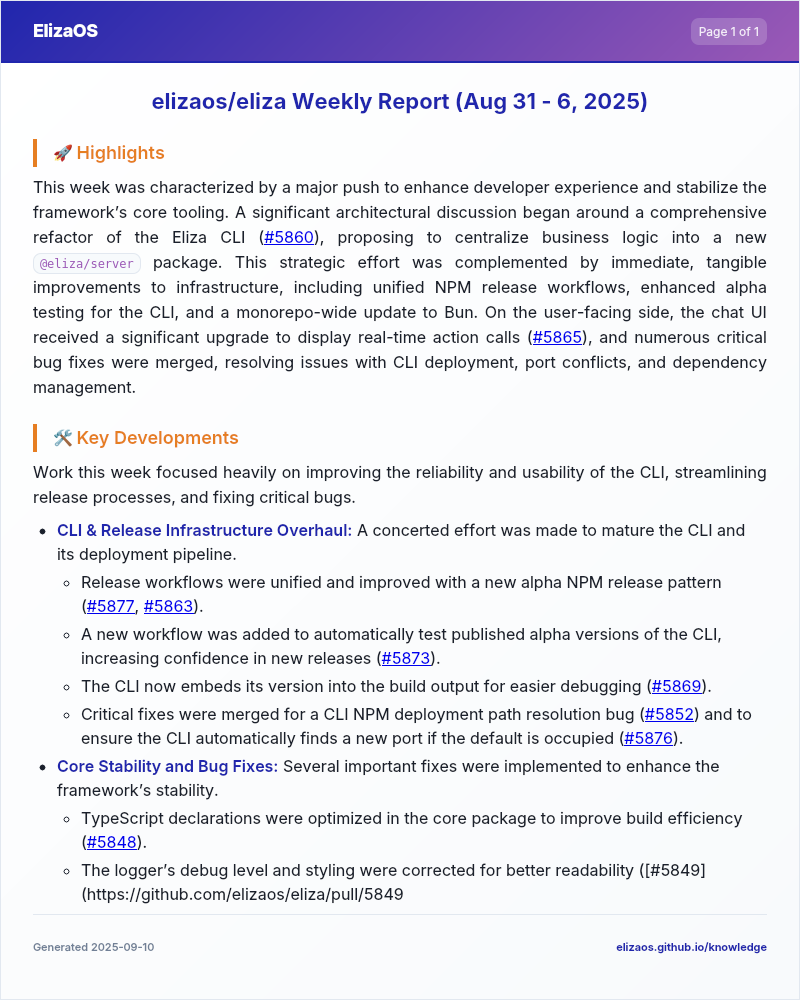 ElizaOS
Page 1 of 1
elizaos/eliza Weekly Report (Aug 31 - 6, 2025)
🚀 Highlights
This week was characterized by a major push to enhance developer experience and stabilize the
framework’s core tooling. A significant architectural discussion began around a comprehensive
refactor of the Eliza CLI (#5860), proposing to centralize business logic into a new
@eliza/server package. This strategic effort was complemented by immediate, tangible
improvements to infrastructure, including unified NPM release workflows, enhanced alpha
testing for the CLI, and a monorepo-wide update to Bun. On the user-facing side, the chat UI
received a significant upgrade to display real-time action calls (#5865), and numerous critical
bug fixes were merged, resolving issues with CLI deployment, port conflicts, and dependency
management.
🛠️ Key Developments
Work this week focused heavily on improving the reliability and usability of the CLI, streamlining
release processes, and fixing critical bugs.
• CLI & Release Infrastructure Overhaul: A concerted effort was made to mature the CLI and
its deployment pipeline.
◦ Release workflows were unified and improved with a new alpha NPM release pattern
(#5877, #5863).
◦ A new workflow was added to automatically test published alpha versions of the CLI,
increasing confidence in new releases (#5873).
◦ The CLI now embeds its version into the build output for easier debugging (#5869).
◦ Critical fixes were merged for a CLI NPM deployment path resolution bug (#5852) and to
ensure the CLI automatically finds a new port if the default is occupied (#5876).
• Core Stability and Bug Fixes: Several important fixes were implemented to enhance the
framework’s stability.
◦ TypeScript declarations were optimized in the core package to improve build efficiency
(#5848).
◦ The logger’s debug level and styling were corrected for better readability ([#5849]
(https://github.com/elizaos/eliza/pull/5849
Generated 2025-09-10
elizaos.github.io/knowledge